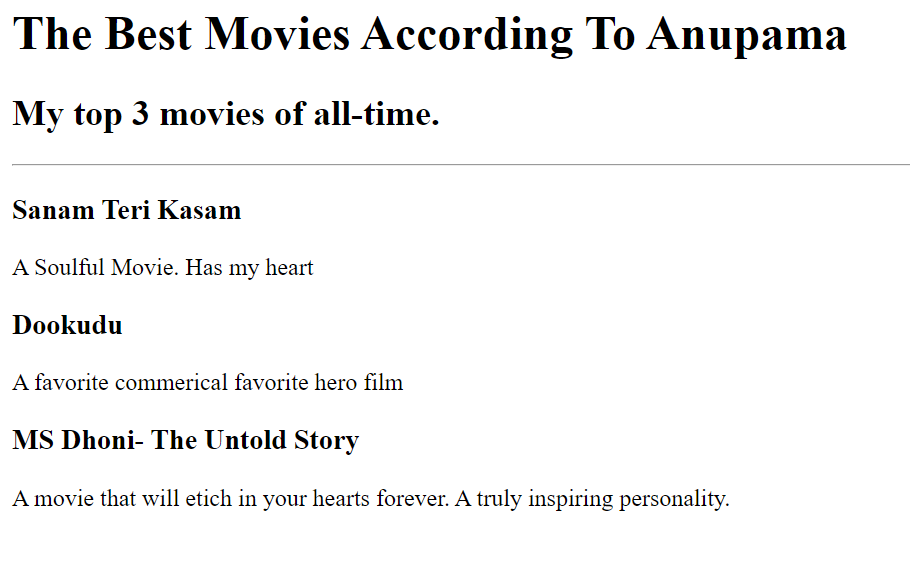 The Best Movies According To Anupama
My top 3 movies of all-time.
Sanam Teri Kasam
A Soulful Movie. Has my heart
Dookudu
A favorite commerical favorite hero film
MS Dhoni- The Untold Story
A movie that will etich in your hearts forever. A truly inspiring personality.